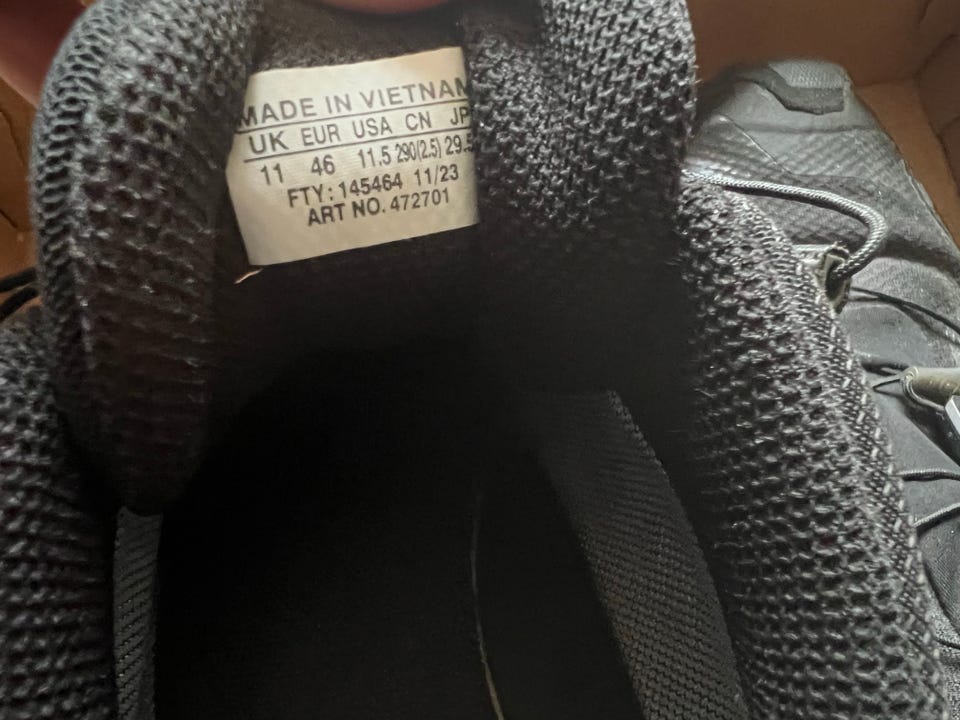 MADE IN VIETNAM
UK EUR USA CN JP
11 46 11.5 290(2.5) 29.5
FTY: 145464 11/23
ART NO. 472701